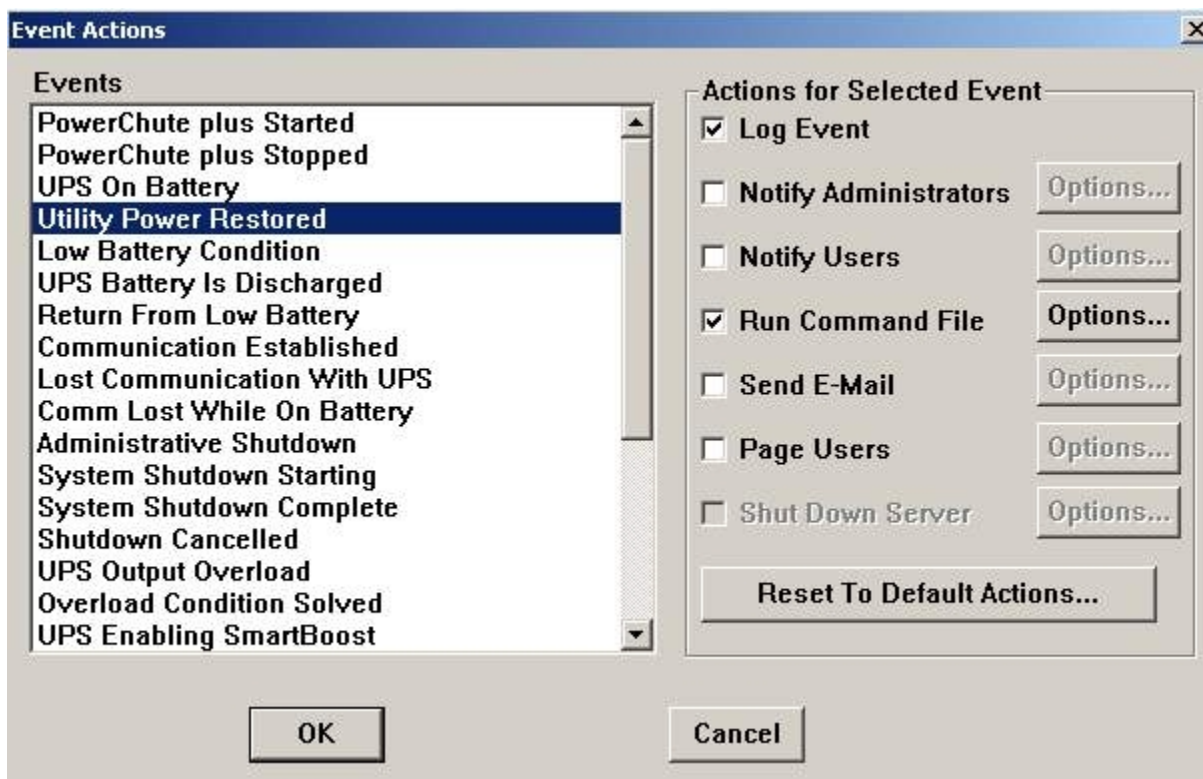 Event Actions
Events
PowerChute plus Started
PowerChute plus Stopped
UPS On Battery
Utility Power Restored
Low Battery Condition
UPS Battery Is Discharged
Return From Low Battery
Communication Established
Lost Communication With UPS
Comm Lost While On Battery
Administrative Shutdown
System Shutdown Starting
System Shutdown Complete
Shutdown Cancelled
UPS Output Overload
Overload Condition Solved
UPS Enabling SmartBoost
Actions for Selected Event
Log Event
Notify Administrators Options...
Notify Users Options...
Run Command File Options...
Send E-Mail Options...
Page Users Options...
Shut Down Server Options...
Reset To Default Actions...
OK Cancel